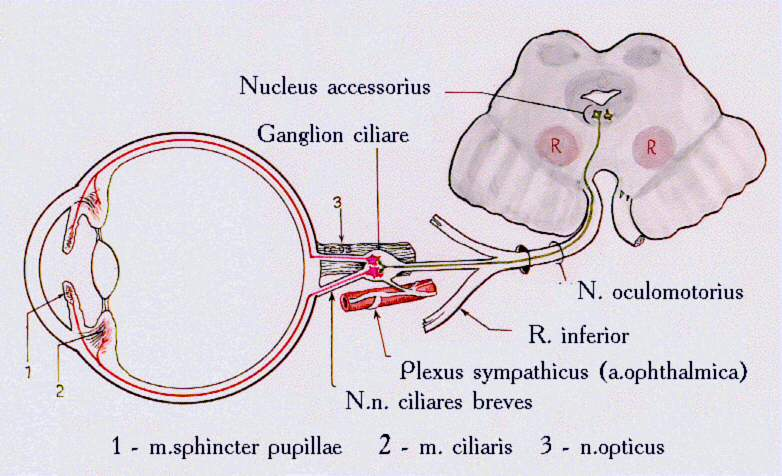 Nucleus accessorius
Ganglion ciliare
R R
3
N. oculomotorius
R. inferior
Plexus sympathicus (a.ophthalmica)
N.n. ciliares breves
1
2
1 - m.sphincter pupillae 2 - m. ciliaris 3 - n.opticus